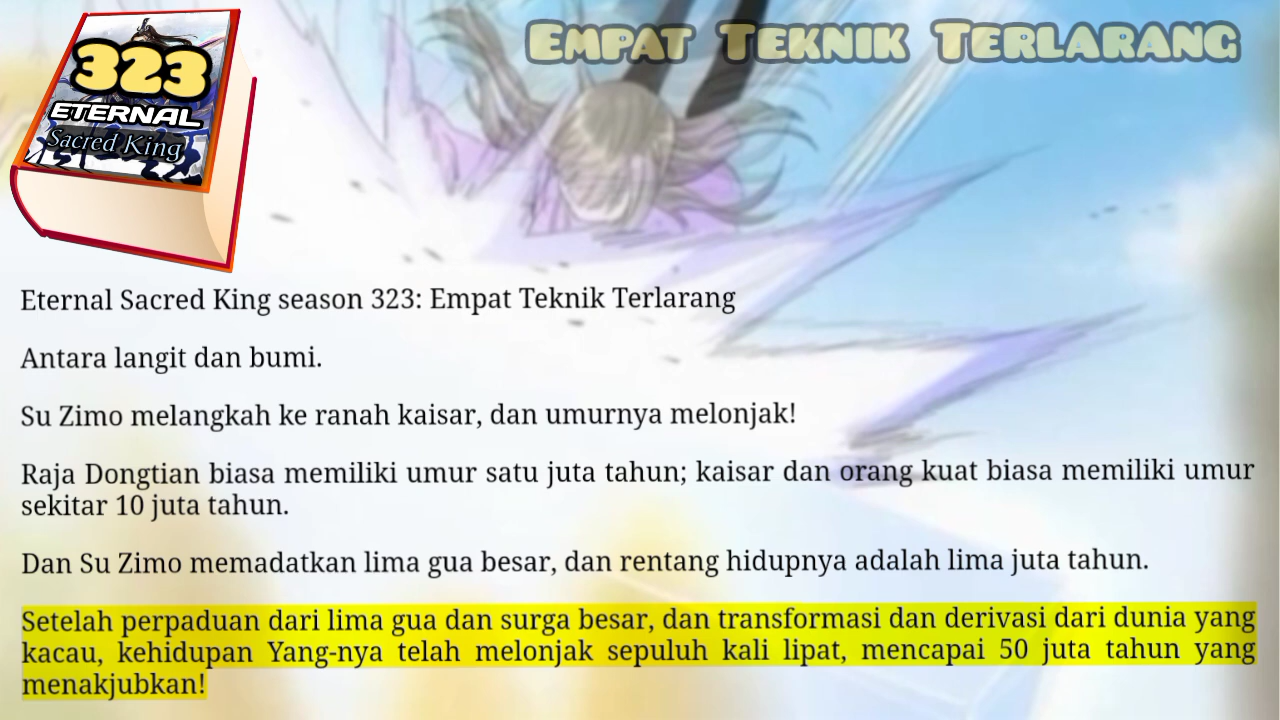 323
ETERNAL
Sacred King
EMPAT TEKNIK TERLARANG
Eternal Sacred King season 323: Empat Teknik Terlarang
Antara langit dan bumi.
Su Zimo melangkah ke ranah kaisar, dan umurnya melonjak!
Raja Dongtian biasa memiliki umur satu juta tahun; kaisar dan orang kuat biasa memiliki umur
sekitar 10 juta tahun.
Dan Su Zimo memadatkan lima gua besar, dan rentang hidupnya adalah lima juta tahun.
Setelah perpaduan dari lima gua dan surga besar, dan transformasi dan derivasi dari dunia yang
kacau, kehidupan Yang-nya telah melonjak sepuluh kali lipat, mencapai 50 juta tahun yang
menakjubkan!